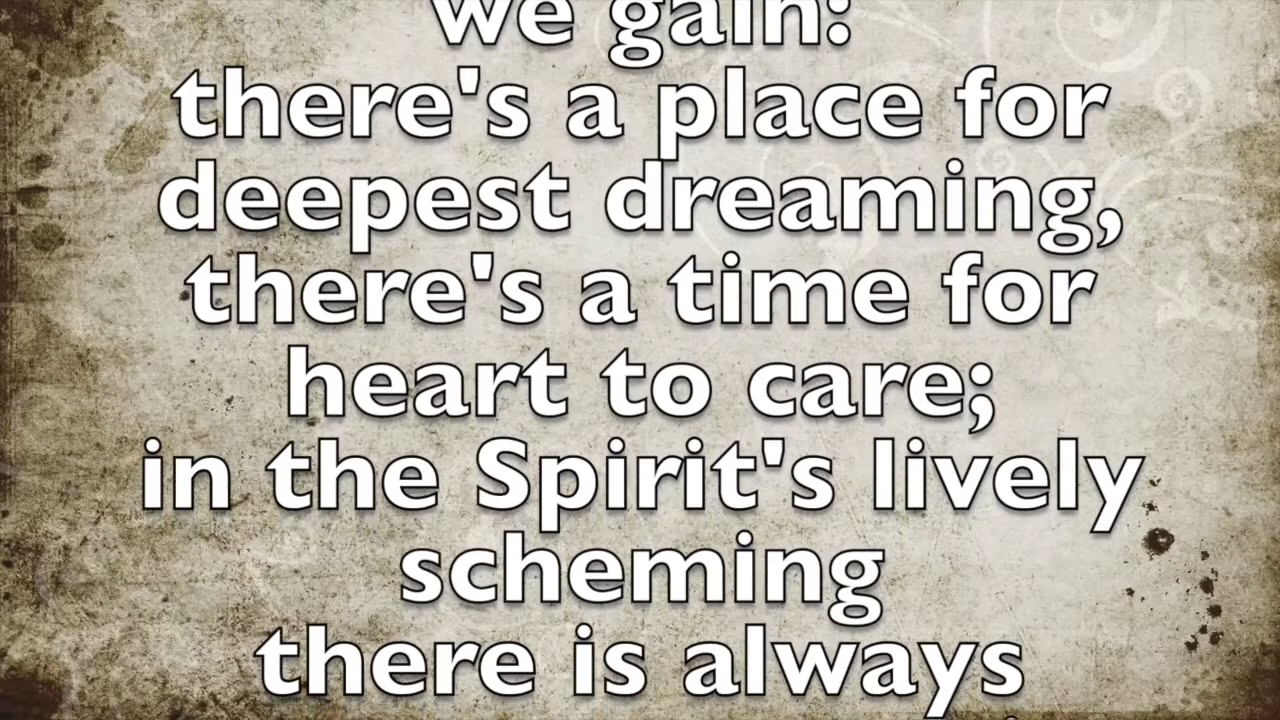 we gain:
there's a place for
deepest dreaming,
there's a time for
heart to care;
in the Spirit's lively
scheming
there is always